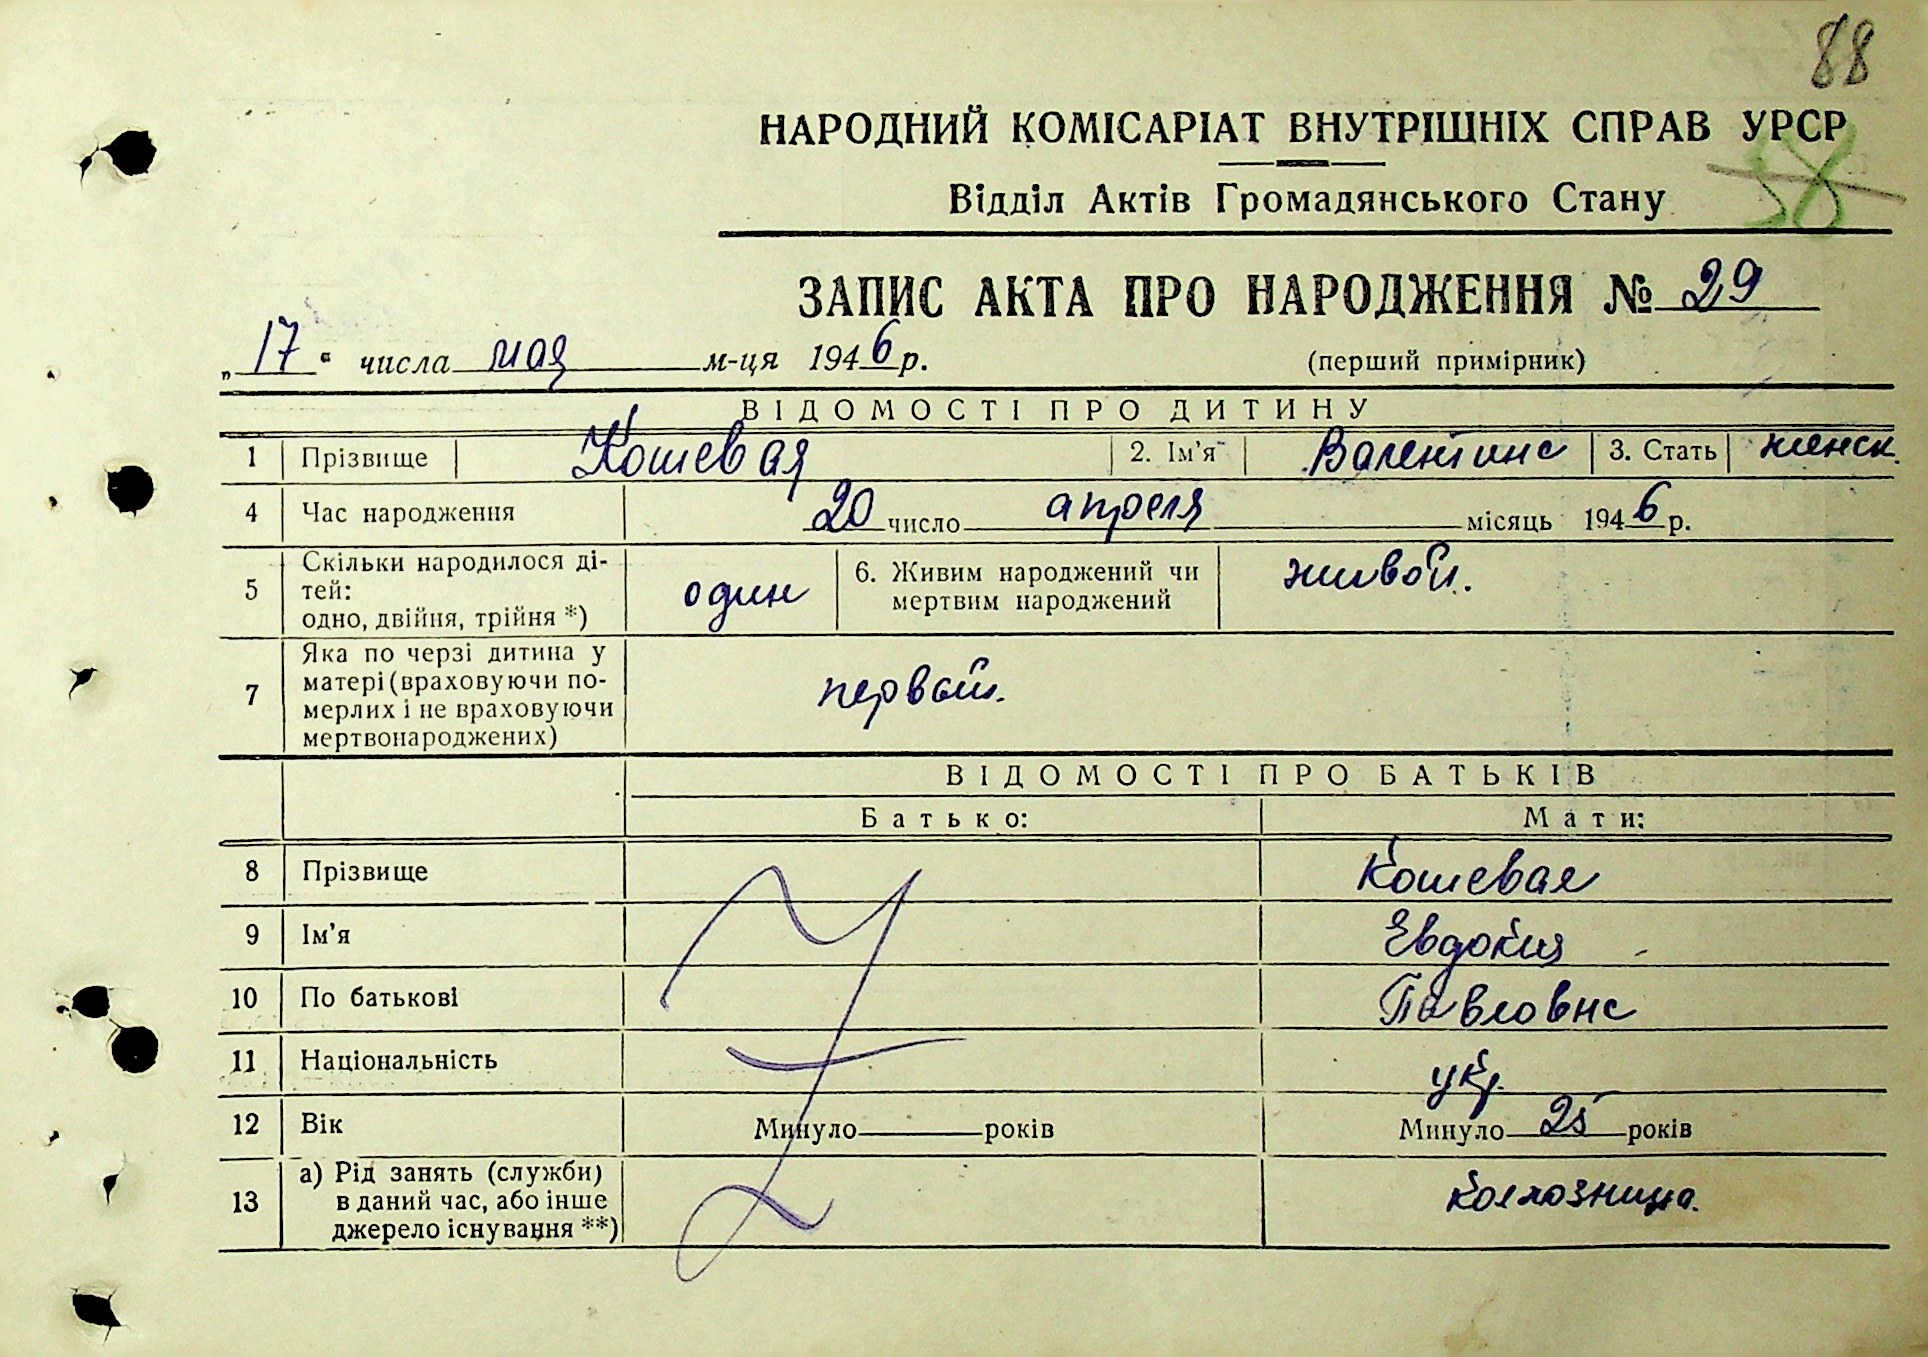 88
НАРОДНИЙ КОМІСАРІАТ ВНУТРІШНІХ СПРАВ УРСР
58
Відділ Актів Громадянського Стану
ЗАПИС АКТА ПРО НАРОДЖЕННЯ № 29
„17“ числа мая м-ця 1946 р. (перший примірник)
ВІДОМОСТІ ПРО ДИТИНУ
1 Прізвище Кошевая 2. Ім'я Валентина 3. Стать женск.
4 Час народження 20 число апреля місяць 1946 р.
5 Скільки народилося ді-
тей:
одно, двійня, трійня *) один 6. Живим народжений чи
мертвим народжений живой.
7 Яка по черзі дитина у
матері (враховуючи по-
мерлих і не враховуючи
мертвонароджених) первый.
ВІДОМОСТІ ПРО БАТЬКІВ
Батько: Мати:
8 Прізвище Кошевая
9 Ім'я Евдокия
10 По батькові Павловна
11 Національність укр.
12 Вік Минуло років Минуло 25 років
13 а) Рід занять (служби)
в даний час, або інше
джерело існування **) колхозница.